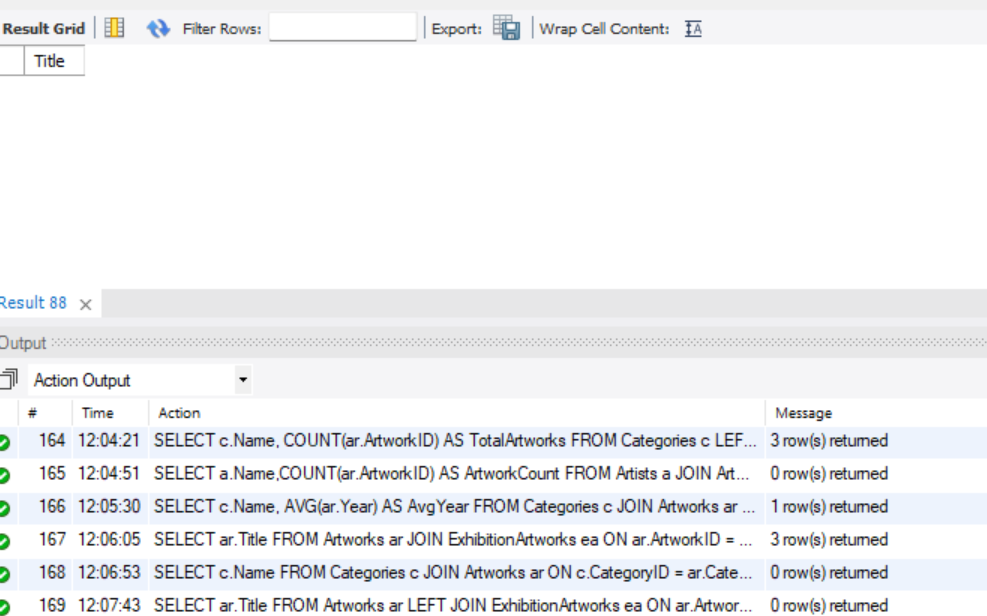 Result Grid Filter Rows: Export: Wrap Cell Content: IA
Title
Result 88
Output
Action Output
# Time Action Message
164 12:04:21 SELECT c.Name, COUNT(ar.ArtworkID) AS TotalArtworks FROM Categories c LEF... 3 row(s) returned
165 12:04:51 SELECT a.Name,COUNT(ar.ArtworkID) AS ArtworkCount FROM Artists a JOIN Art... 0 row(s) returned
166 12:05:30 SELECT c.Name, AVG(ar.Year) AS AvgYear FROM Categories c JOIN Artworks ar ... 1 row(s) returned
167 12:06:05 SELECT ar.Title FROM Artworks ar JOIN ExhibitionArtworks ea ON ar.ArtworkID = ... 3 row(s) returned
168 12:06:53 SELECT c.Name FROM Categories c JOIN Artworks ar ON c.CategoryID = ar.Cate... 0 row(s) returned
169 12:07:43 SELECT ar.Title FROM Artworks ar LEFT JOIN ExhibitionArtworks ea ON ar.Artwor... 0 row(s) returned